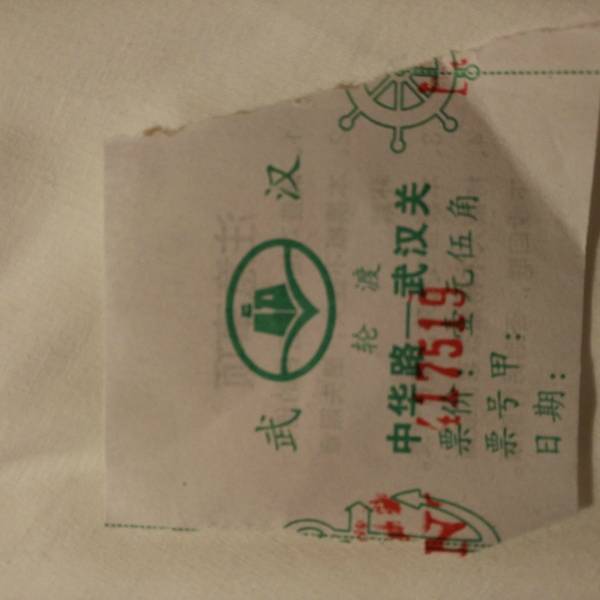 武汉
轮渡
中华路—武汉关
票价:壹元伍角
票号甲:
日期:
417519
N